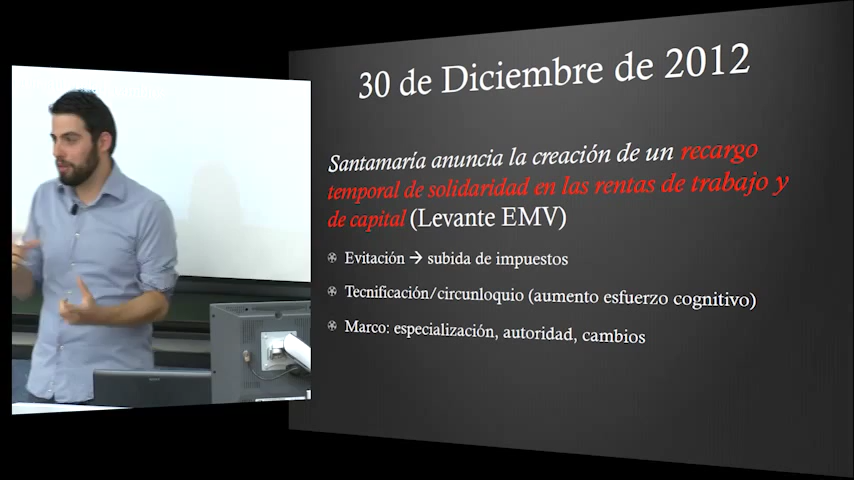 30 de Diciembre de 2012
Santamaría anuncia la creación de un recargo
temporal de solidaridad en las rentas de trabajo y
de capital (Levante EMV)
Evitación → subida de impuestos
Tecnificación/circunloquio (aumento esfuerzo cognitivo)
Marco: especialización, autoridad, cambios